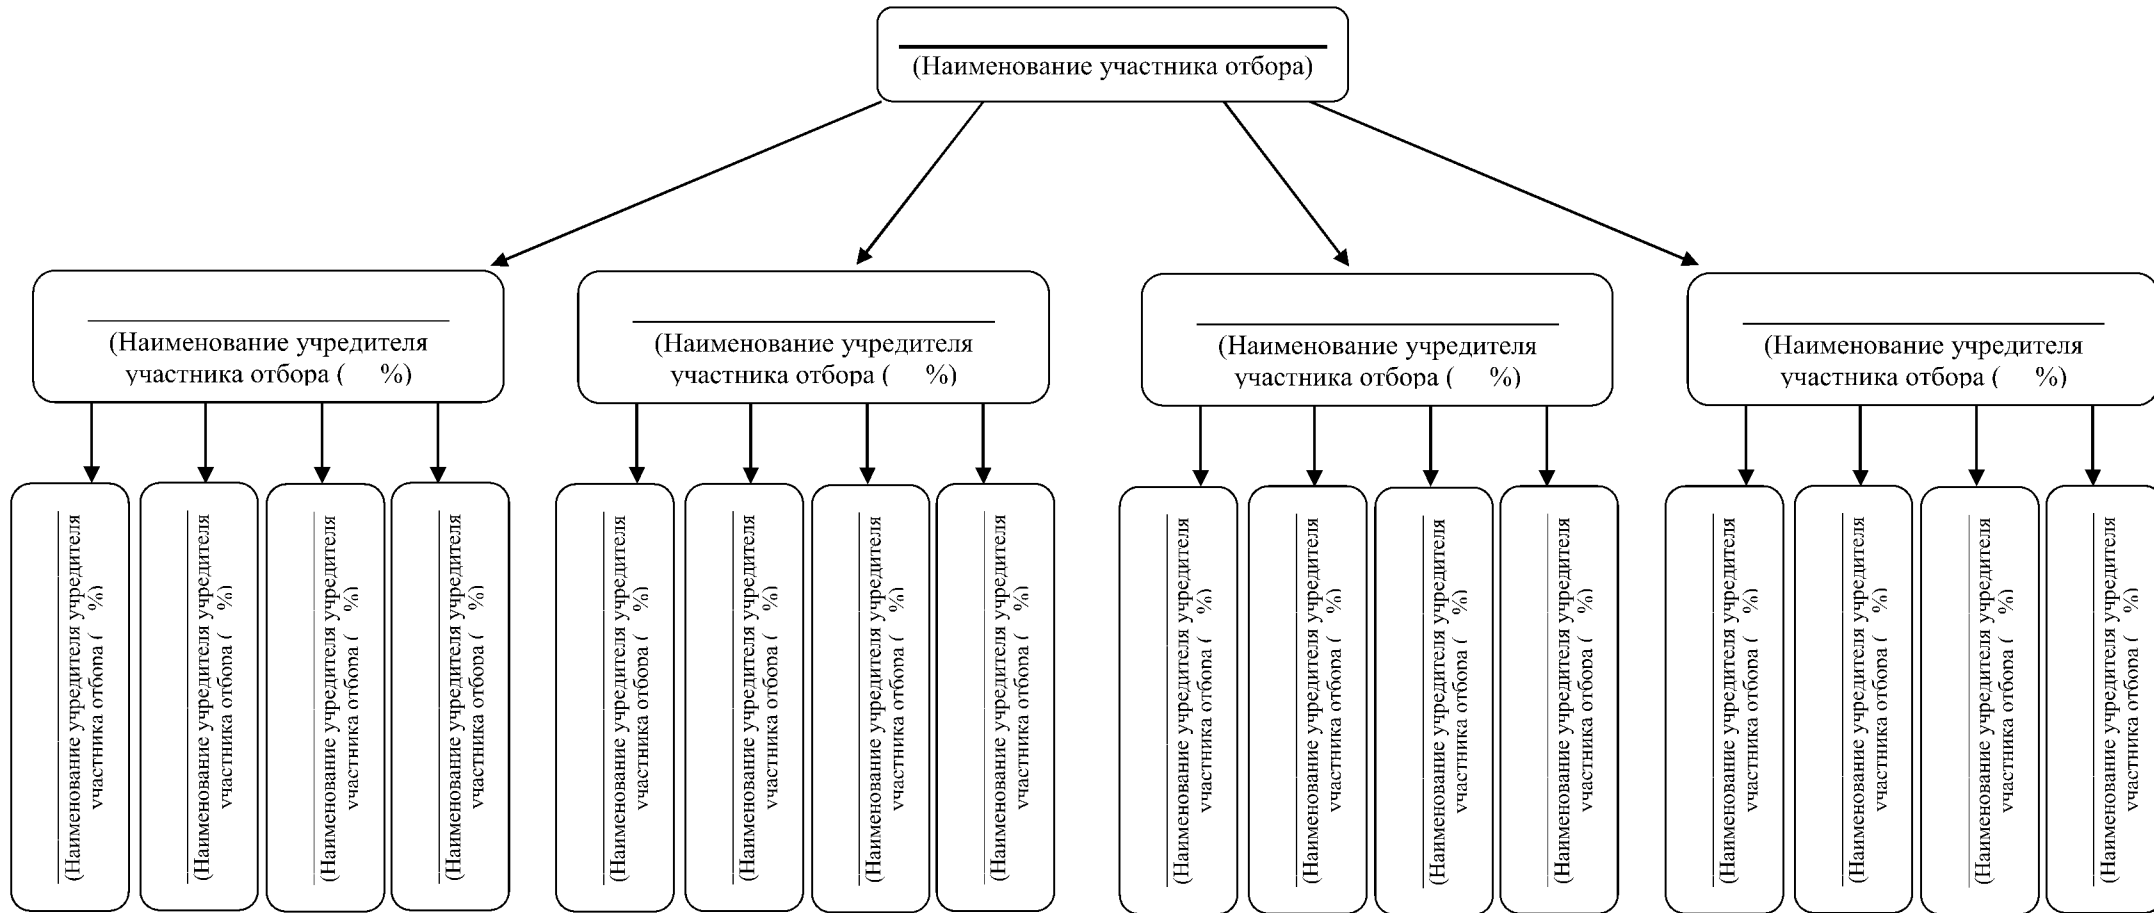 (Наименование участника отбора)
(Наименование учредителя
участника отбора ( %)
(Наименование учредителя
участника отбора ( %)
(Наименование учредителя
участника отбора ( %)
(Наименование учредителя
участника отбора ( %)
(Наименование учредителя учредителя
участника отбора ( %)
(Наименование учредителя учредителя
участника отбора ( %)
(Наименование учредителя учредителя
участника отбора ( %)
(Наименование учредителя учредителя
участника отбора ( %)
(Наименование учредителя учредителя
участника отбора ( %)
(Наименование учредителя учредителя
участника отбора ( %)
(Наименование учредителя учредителя
участника отбора ( %)
(Наименование учредителя учредителя
участника отбора ( %)
(Наименование учредителя учредителя
участника отбора ( %)
(Наименование учредителя учредителя
участника отбора ( %)
(Наименование учредителя учредителя
участника отбора ( %)
(Наименование учредителя учредителя
участника отбора ( %)
(Наименование учредителя учредителя
участника отбора ( %)
(Наименование учредителя учредителя
участника отбора ( %)
(Наименование учредителя учредителя
участника отбора ( %)
(Наименование учредителя учредителя
участника отбора ( %)